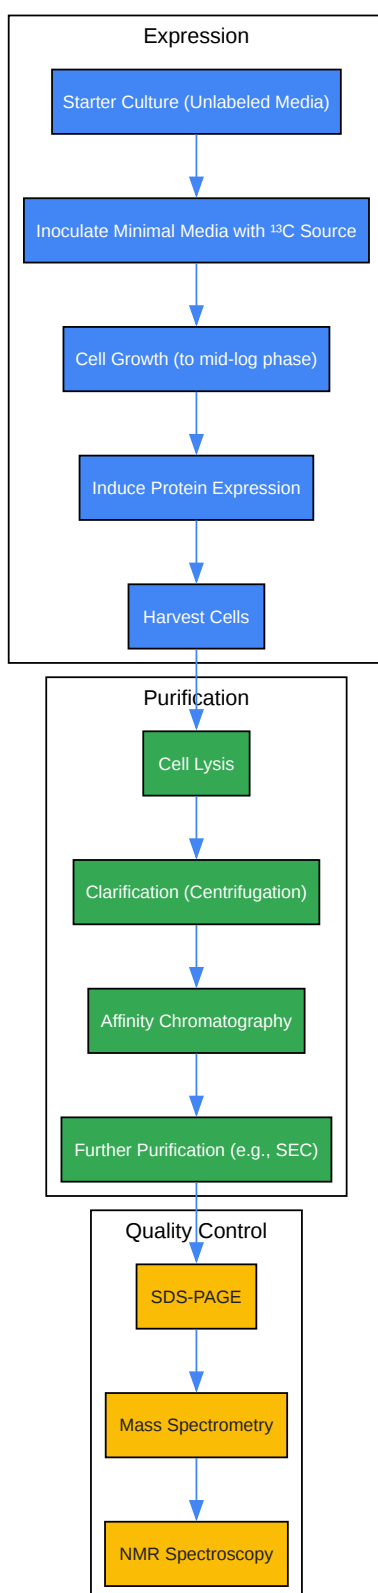 Expression
Starter Culture (Unlabeled Media)
Inoculate Minimal Media with ¹³C Source
Cell Growth (to mid-log phase)
Induce Protein Expression
Harvest Cells
Purification
Cell Lysis
Clarification (Centrifugation)
Affinity Chromatography
Further Purification (e.g., SEC)
Quality Control
SDS-PAGE
Mass Spectrometry
NMR Spectroscopy